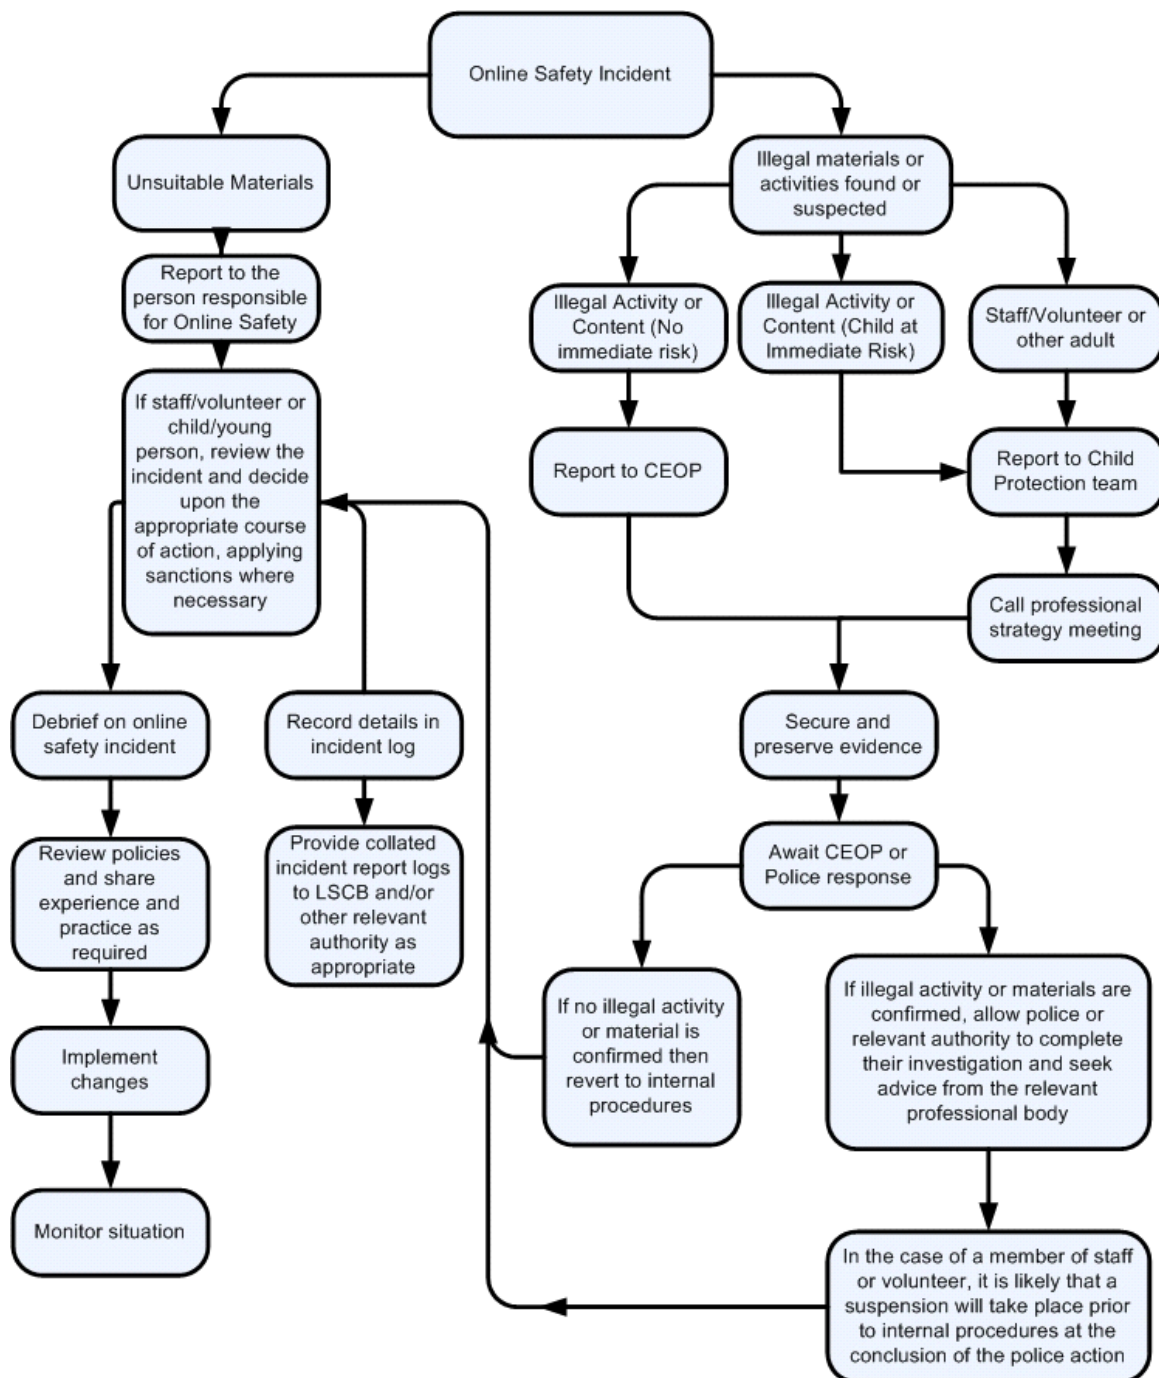 Online Safety Incident
Unsuitable Materials
Report to the
person responsible
for Online Safety
If staff/volunteer or
child/young
person, review the
incident and decide
upon the
appropriate course
of action, applying
sanctions where
necessary
Debrief on online
safety incident
Review policies
and share
experience and
practice as
required
Implement
changes
Monitor situation
Record details in
incident log
Provide collated
incident report logs
to LSCB and/or
other relevant
authority as
appropriate
Illegal materials or
activities found or
suspected
Illegal Activity or
Content (No
immediate risk)
Illegal Activity or
Content (Child at
Immediate Risk)
Staff/Volunteer or
other adult
Report to CEOP
Report to Child
Protection team
Call professional
strategy meeting
Secure and
preserve evidence
Await CEOP or
Police response
If no illegal activity
or material is
confirmed then
revert to internal
procedures
If illegal activity or materials are
confirmed, allow police or
relevant authority to complete
their investigation and seek
advice from the relevant
professional body
In the case of a member of staff
or volunteer, it is likely that a
suspension will take place prior
to internal procedures at the
conclusion of the police action